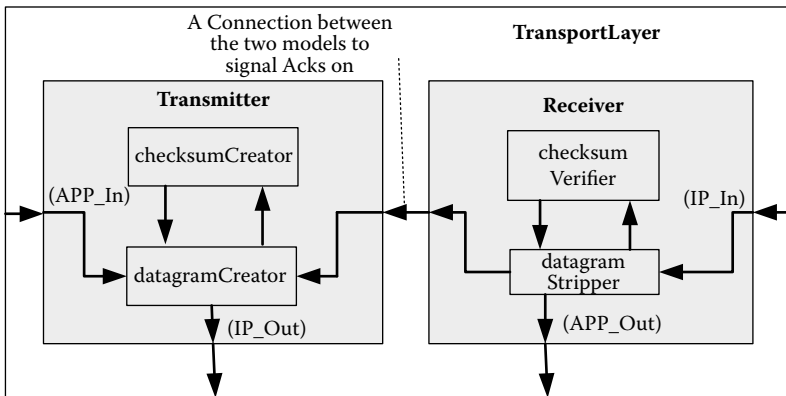 A Connection between
the two models to
signal Acks on
TransportLayer
Transmitter
checksumCreator
(APP_In)
datagramCreator
(IP_Out)
Receiver
checksum
Verifier
(IP_In)
datagram
Stripper
(APP_Out)